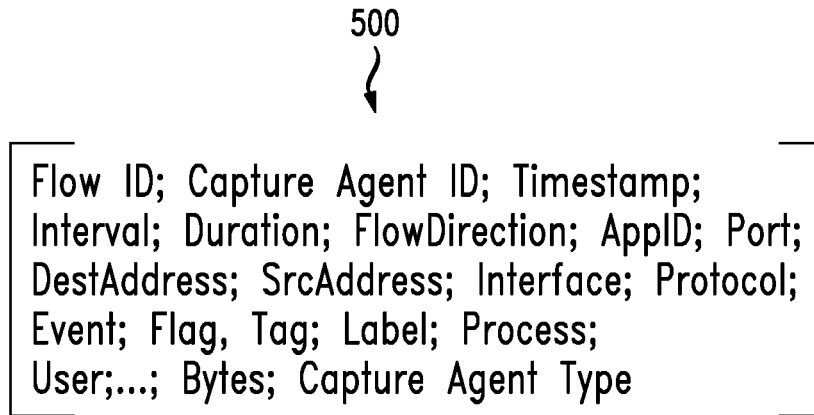 500
Flow ID; Capture Agent ID; Timestamp;
Interval; Duration; FlowDirection; AppID; Port;
DestAddress; SrcAddress; Interface; Protocol;
Event; Flag, Tag; Label; Process;
User;...; Bytes; Capture Agent Type